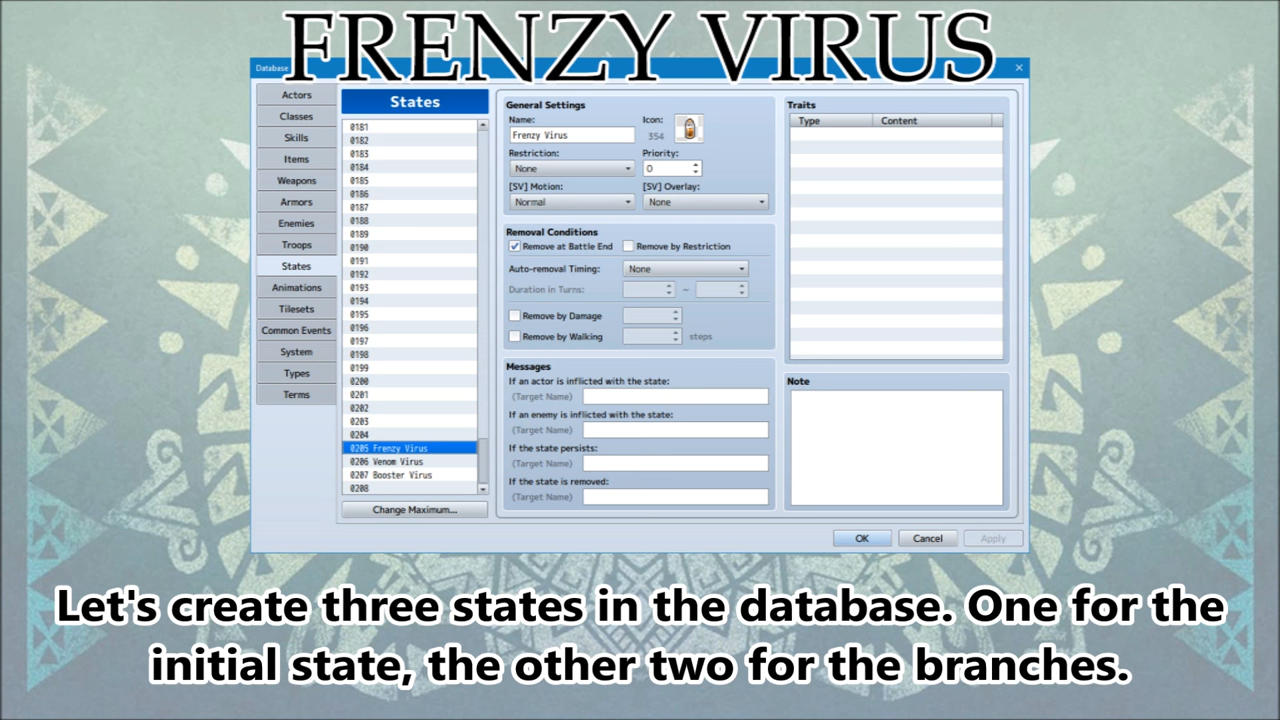 FRENZY VIRUS
Database
Actors
Classes
Skills
Items
Weapons
Armors
Enemies
Troops
States
Animations
Tilesets
Common Events
System
Types
Terms
States
0181
0182
0183
0184
0185
0186
0187
0188
0189
0190
0191
0192
0193
0194
0195
0196
0197
0198
0199
0200
0201
0202
0203
0204
0205 Frenzy Virus
0206 Venom Virus
0207 Booster Virus
0208
Change Maximum...
General Settings
Name: Icon:
Frenzy Virus 354
Restriction: Priority:
None 0
[SV] Motion: [SV] Overlay:
Normal None
Removal Conditions
Remove at Battle End Remove by Restriction
Auto-removal Timing: None
Duration in Turns: ~
Remove by Damage
Remove by Walking steps
Messages
If an actor is inflicted with the state:
(Target Name)
If an enemy is inflicted with the state:
(Target Name)
If the state persists:
(Target Name)
If the state is removed:
(Target Name)
Traits
Type Content
Note
OK Cancel Apply
Let's create three states in the database. One for the
initial state, the other two for the branches.